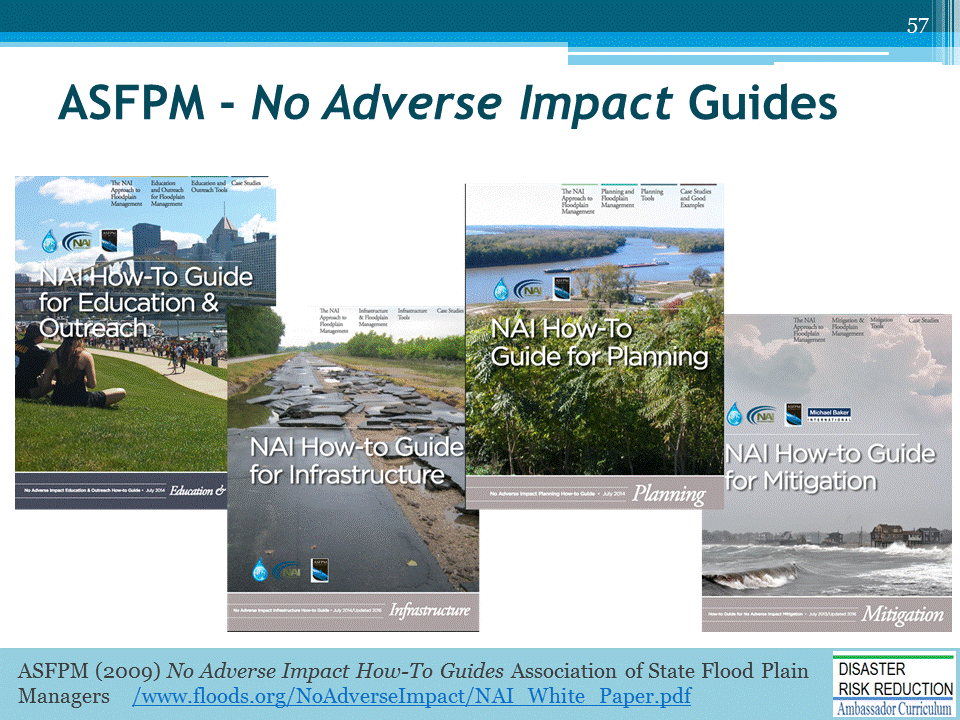 57
ASFPM - No Adverse Impact Guides
The NAI
Approach to
Floodplain
Management
Education
and Outreach
for Floodplain
Management
Education and
Outreach Tools
Case Studies
NAI
ASFPM
NAI How-To Guide
for Education &
Outreach
No Adverse Impact Education & Outreach How-to Guide • July 2014
Education &
The NAI
Approach to
Floodplain
Management
Infrastructure
& Floodplain
Management
Infrastructure
Tools
Case Studies
NAI How-to Guide
for Infrastructure
NAI
ASFPM
No Adverse Impact Infrastructure How-to Guide • July 2014/Updated 2016
Infrastructure
The NAI
Approach to
Floodplain
Management
Planning and
Floodplain
Management
Planning
Tools
Case Studies
and Good
Examples
NAI
ASFPM
NAI How-To
Guide for Planning
No Adverse Impact Planning How-to Guide • July 2014
Planning
The NAI
Approach to
Floodplain
Management
Mitigation &
Floodplain
Management
Mitigation
Tools
Case Studies
NAI
ASFPM
Michael Baker
INTERNATIONAL
NAI How-to Guide
for Mitigation
How-to Guide for No Adverse Impact Mitigation • July 2013/Updated 2016
Mitigation
ASFPM (2009) No Adverse Impact How-To Guides Association of State Flood Plain
Managers /www.floods.org/NoAdverseImpact/NAI_White_Paper.pdf
DISASTER
RISK REDUCTION
Ambassador Curriculum